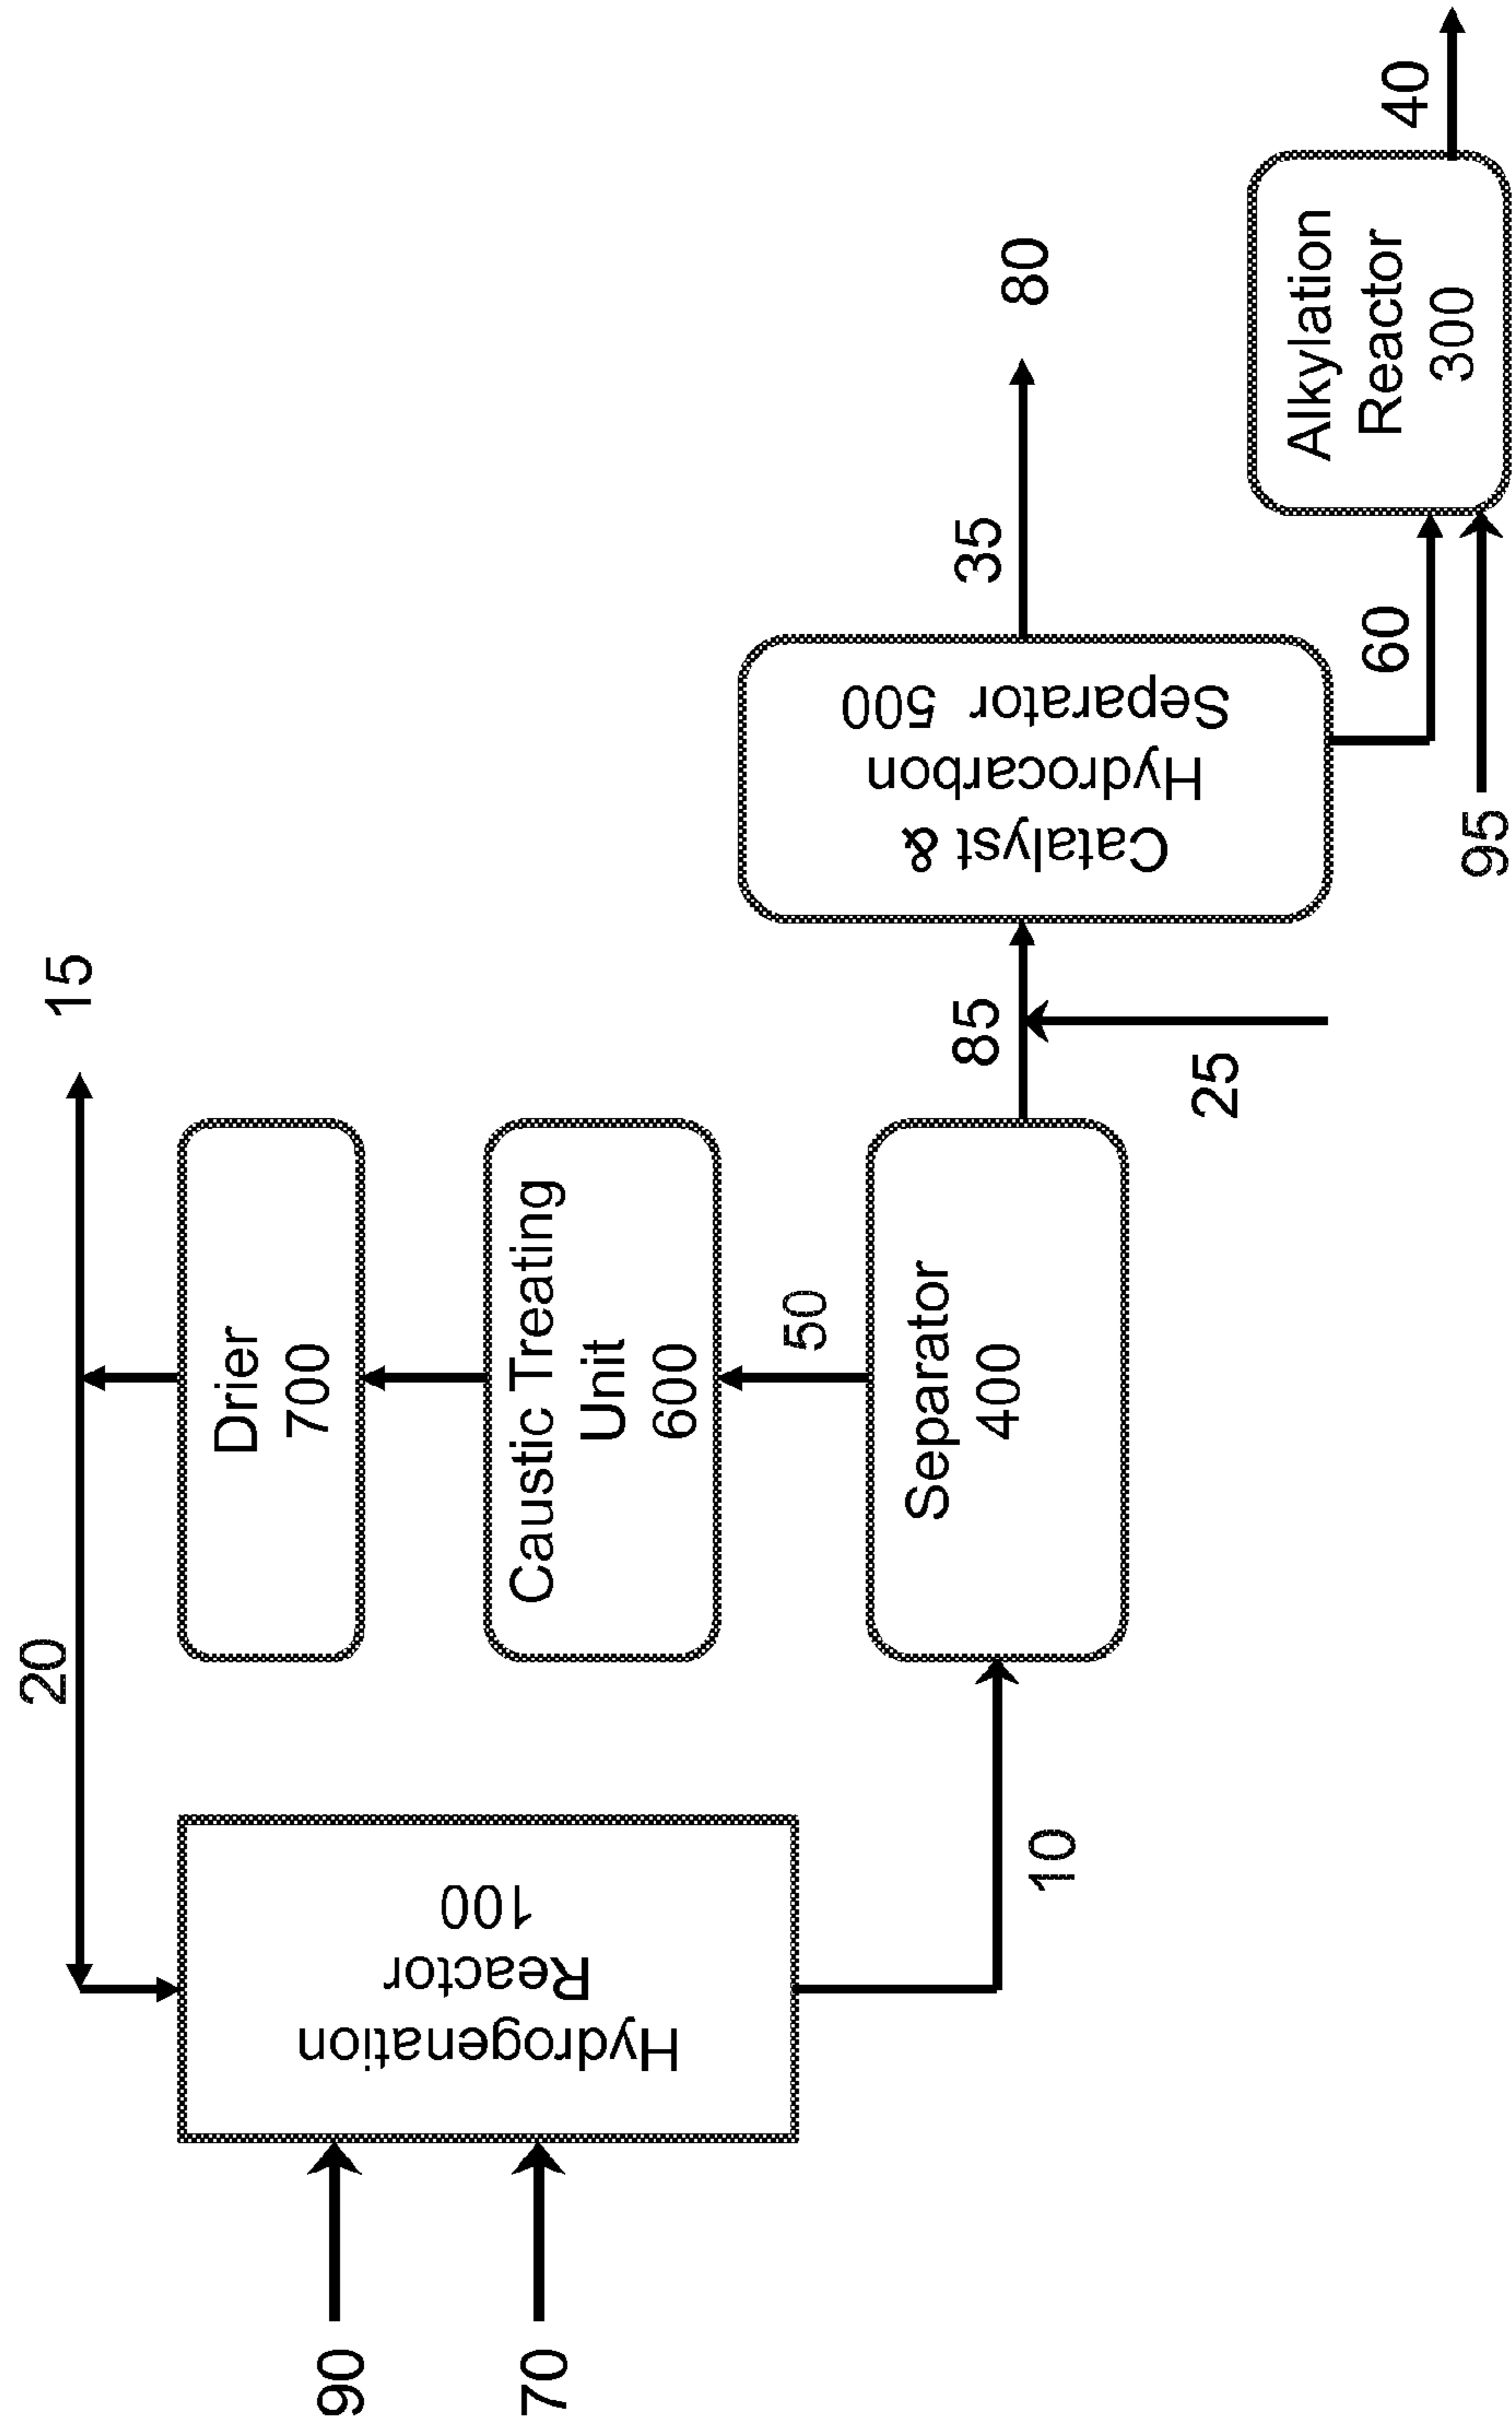 20
15
90
70
Hydrogenation
Reactor
100
10
Drier
700
Caustic Treating
Unit
600
50
Separator
400
85
25
Catalyst &
Hydrocarbon
Separator 500
35
80
60
95
Alkylation
Reactor
300
40